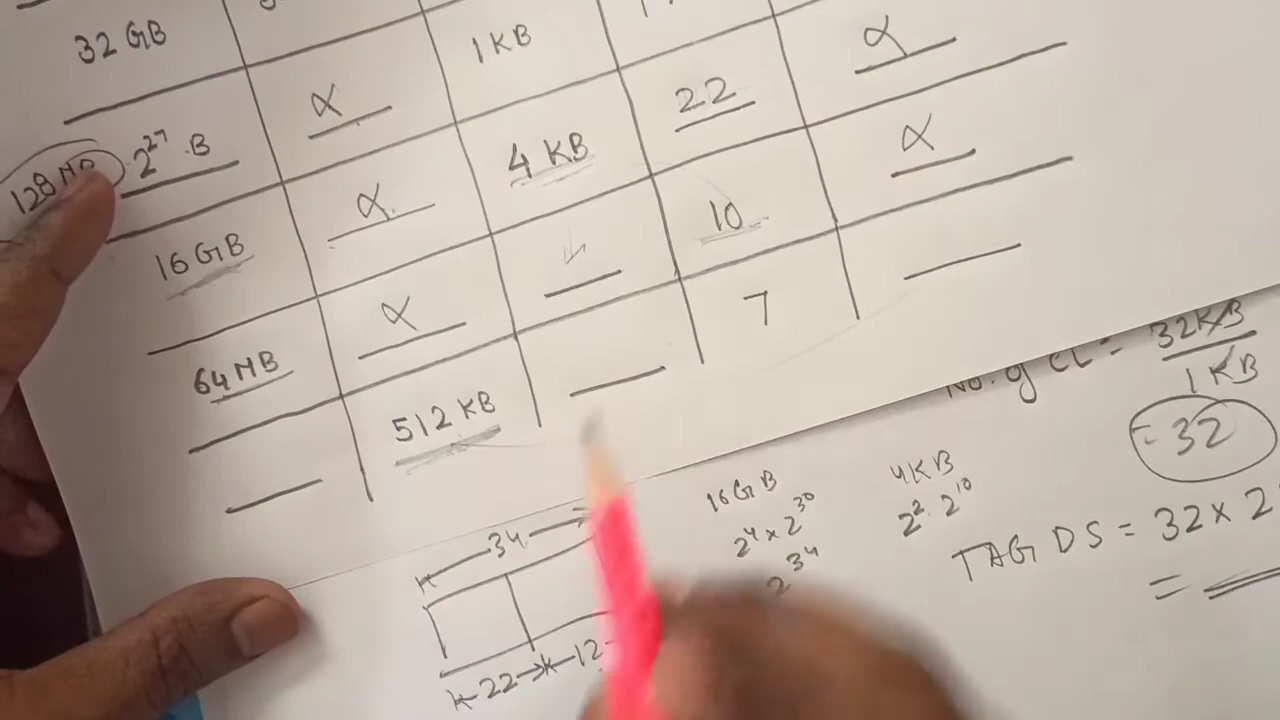 32 GB
1 KB
α
128 MB
2^27 . B
α
4 KB
22
α
16 GB
α
10
64 MB
α
7
512 KB
No. of CL = 32KB
1 KB
= 32
16 GB
2^4 x 2^30
2^34
4 KB
2^2 . 2^10
34
22
12
TAG DS = 32 x 2
=